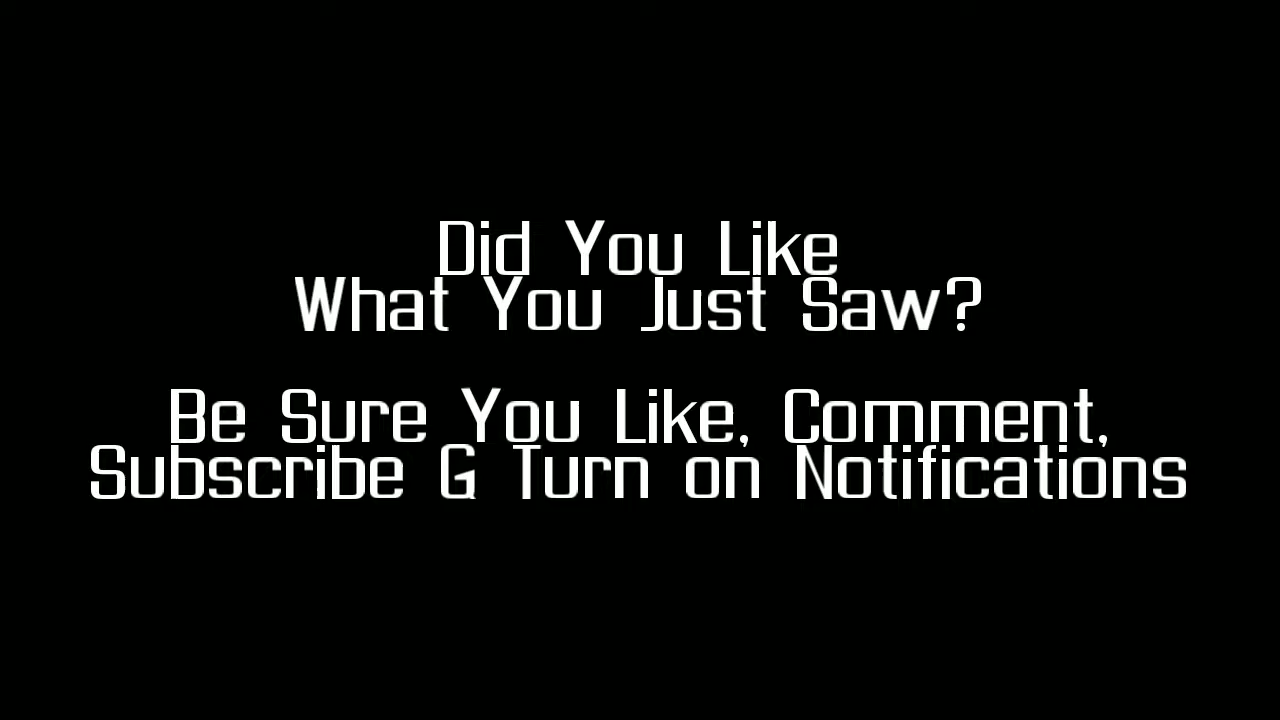 Did You Like
What You Just Saw?
Be Sure You Like, Comment,
Subscribe & Turn on Notifications